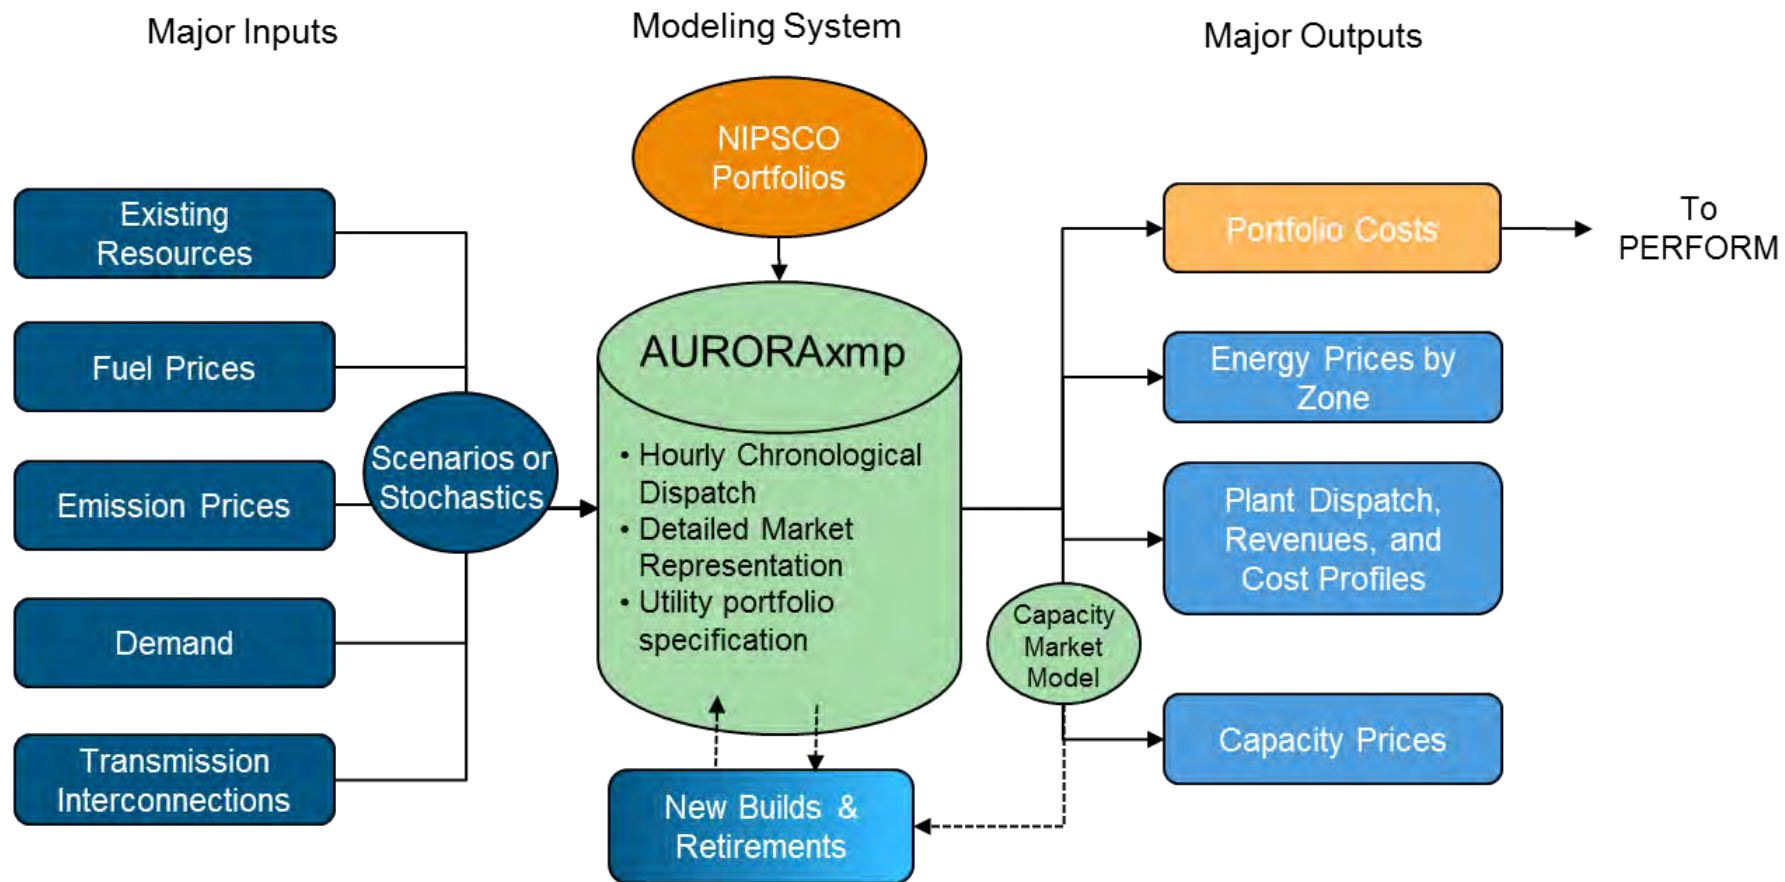 Major Inputs
Modeling System
Major Outputs
NIPSCO
Portfolios
Existing
Resources
Fuel Prices
Emission Prices
Demand
Transmission
Interconnections
Scenarios or
Stochastics
AURORAxmp
• Hourly Chronological
Dispatch
• Detailed Market
Representation
• Utility portfolio
specification
New Builds &
Retirements
Capacity
Market
Model
Portfolio Costs
To
PERFORM
Energy Prices by
Zone
Plant Dispatch,
Revenues, and
Cost Profiles
Capacity Prices